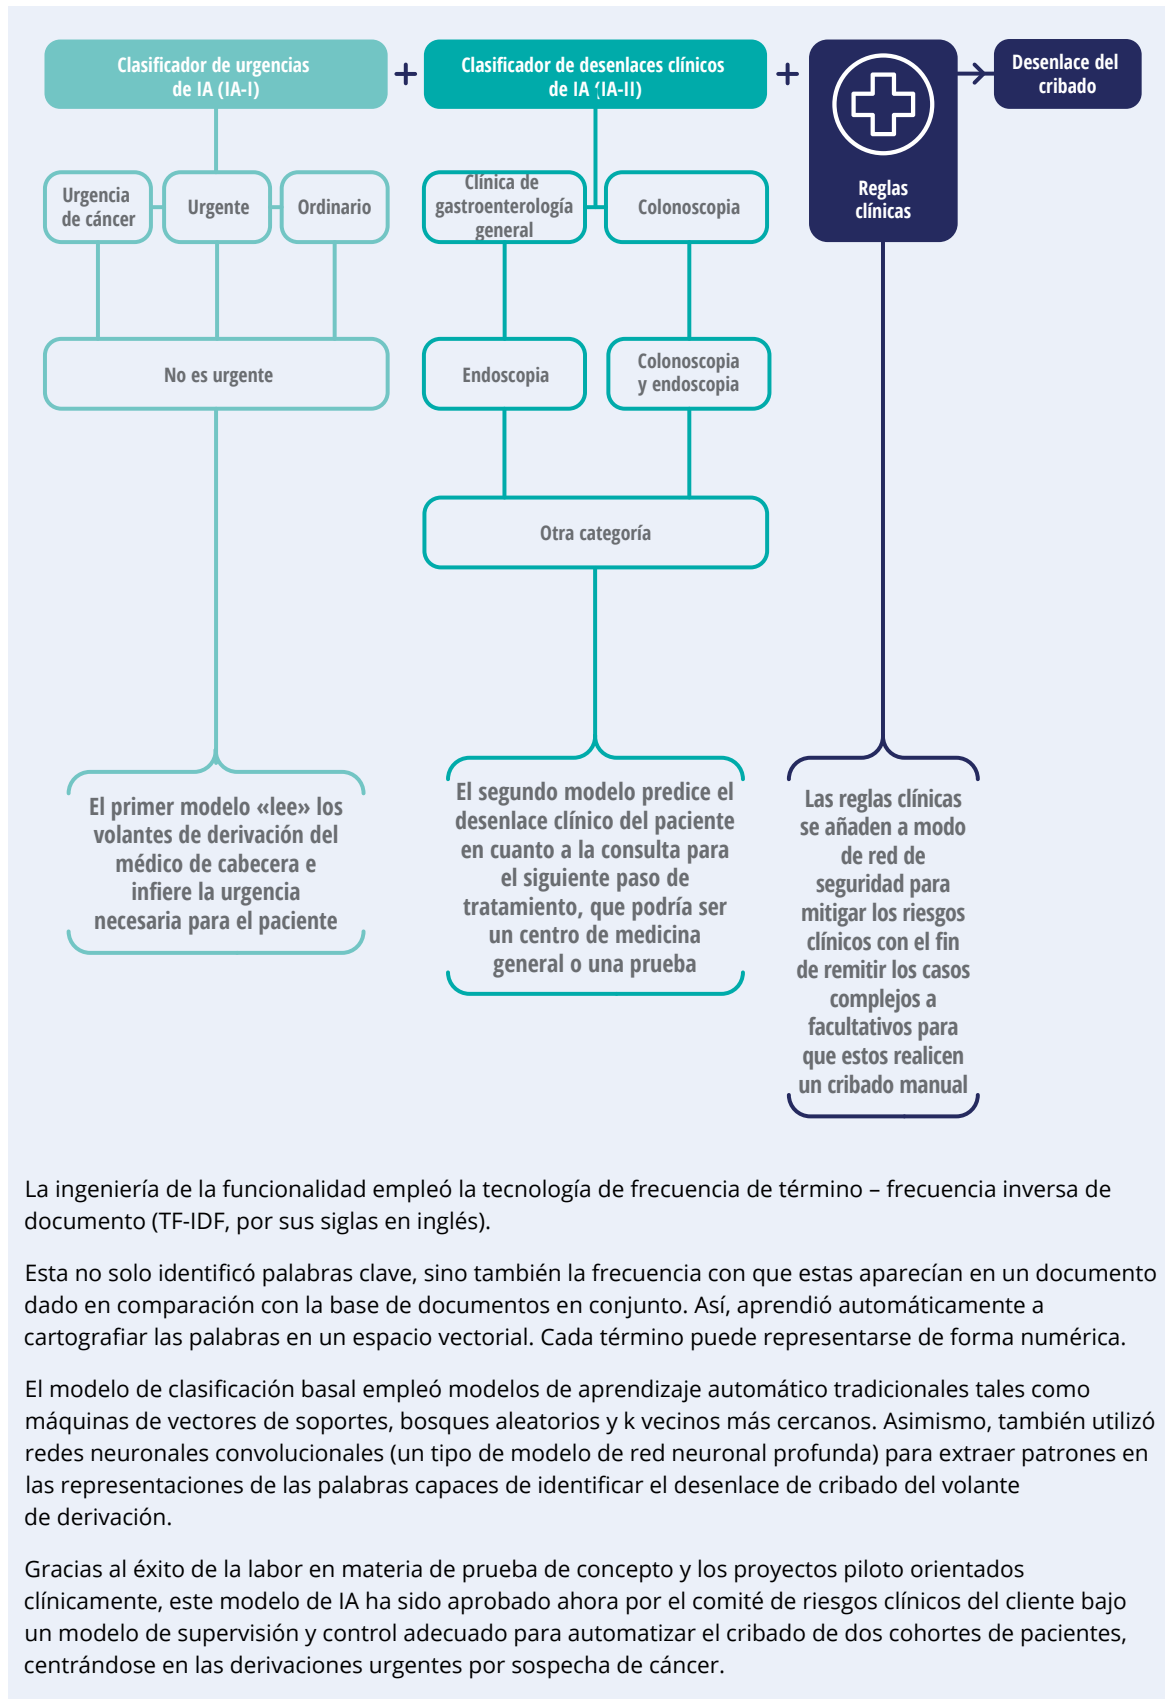 Clasificador de urgencias
de IA (IA-I)
+
Clasificador de desenlaces clínicos
de IA (IA-II)
+
Reglas
clínicas
Desenlace del
cribado
Urgencia
de cáncer
Urgente
Ordinario
Clínica de
gastroenterología
general
Colonoscopia
No es urgente
Endoscopia
Colonoscopia
y endoscopia
Otra categoría
El primer modelo «lee» los
volantes de derivación del
médico de cabecera e
infiere la urgencia
necesaria para el paciente
El segundo modelo predice el
desenlace clínico del paciente
en cuanto a la consulta para
el siguiente paso de
tratamiento, que podría ser
un centro de medicina
general o una prueba
Las reglas clínicas
se añaden a modo
de red de
seguridad para
mitigar los riesgos
clínicos con el fin
de remitir los casos
complejos a
facultativos para
que estos realicen
un cribado manual
La ingeniería de la funcionalidad empleó la tecnología de frecuencia de término – frecuencia inversa de
documento (TF-IDF, por sus siglas en inglés).
Esta no solo identificó palabras clave, sino también la frecuencia con que estas aparecían en un documento
dado en comparación con la base de documentos en conjunto. Así, aprendió automáticamente a
cartografiar las palabras en un espacio vectorial. Cada término puede representarse de forma numérica.
El modelo de clasificación basal empleó modelos de aprendizaje automático tradicionales tales como
máquinas de vectores de soportes, bosques aleatorios y k vecinos más cercanos. Asimismo, también utilizó
redes neuronales convolucionales (un tipo de modelo de red neuronal profunda) para extraer patrones en
las representaciones de las palabras capaces de identificar el desenlace de cribado del volante
de derivación.
Gracias al éxito de la labor en materia de prueba de concepto y los proyectos piloto orientados
clínicamente, este modelo de IA ha sido aprobado ahora por el comité de riesgos clínicos del cliente bajo
un modelo de supervisión y control adecuado para automatizar el cribado de dos cohortes de pacientes,
centrándose en las derivaciones urgentes por sospecha de cáncer.